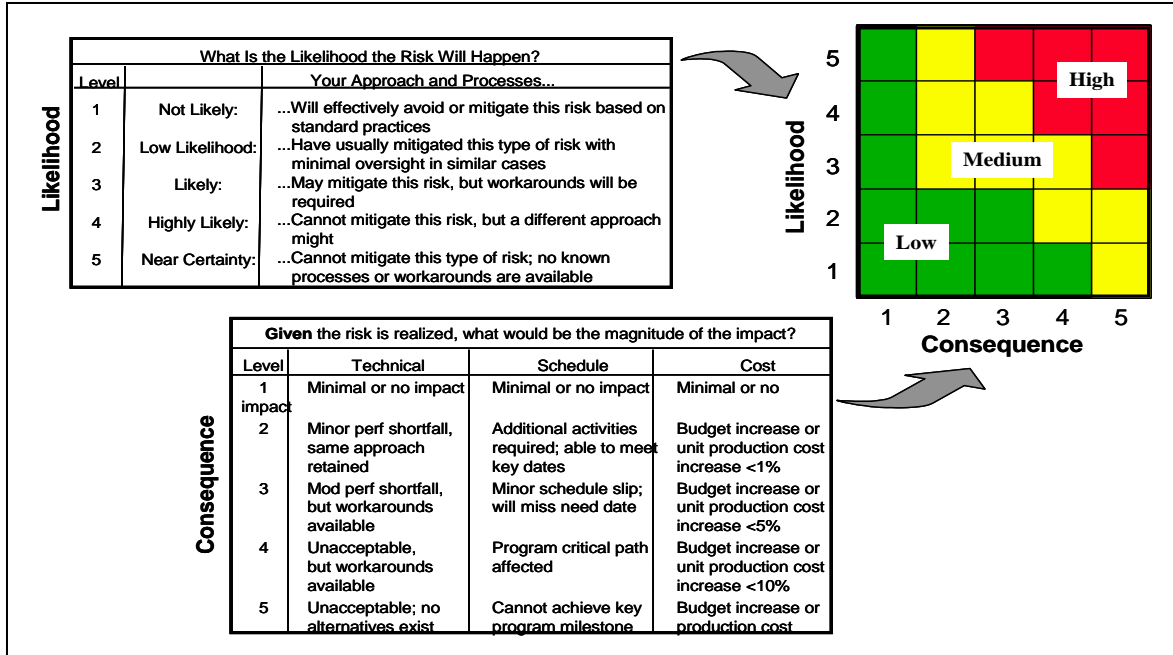 What Is the Likelihood the Risk Will Happen?
Level Your Approach and Processes...
1 Not Likely: ...Will effectively avoid or mitigate this risk based on
standard practices
2 Low Likelihood: ...Have usually mitigated this type of risk with
minimal oversight in similar cases
3 Likely: ...May mitigate this risk, but workarounds will be
required
4 Highly Likely: ...Cannot mitigate this risk, but a different approach
might
5 Near Certainty: ...Cannot mitigate this type of risk; no known
processes or workarounds are available
Likelihood
5
4
3
2
1
Likelihood
High
Medium
Low
1 2 3 4 5
Consequence
Given the risk is realized, what would be the magnitude of the impact?
Level Technical Schedule Cost
1 Minimal or no impact Minimal or no impact Minimal or no
impact
2 Minor perf shortfall, Additional activities Budget increase or
same approach required; able to meet unit production cost
retained key dates increase <1%
3 Mod perf shortfall, Minor schedule slip; Budget increase or
but workarounds will miss need date unit production cost
available increase <5%
4 Unacceptable, Program critical path Budget increase or
but workarounds affected unit production cost
available increase <10%
5 Unacceptable; no Cannot achieve key Budget increase or
alternatives exist program milestone production cost
Consequence